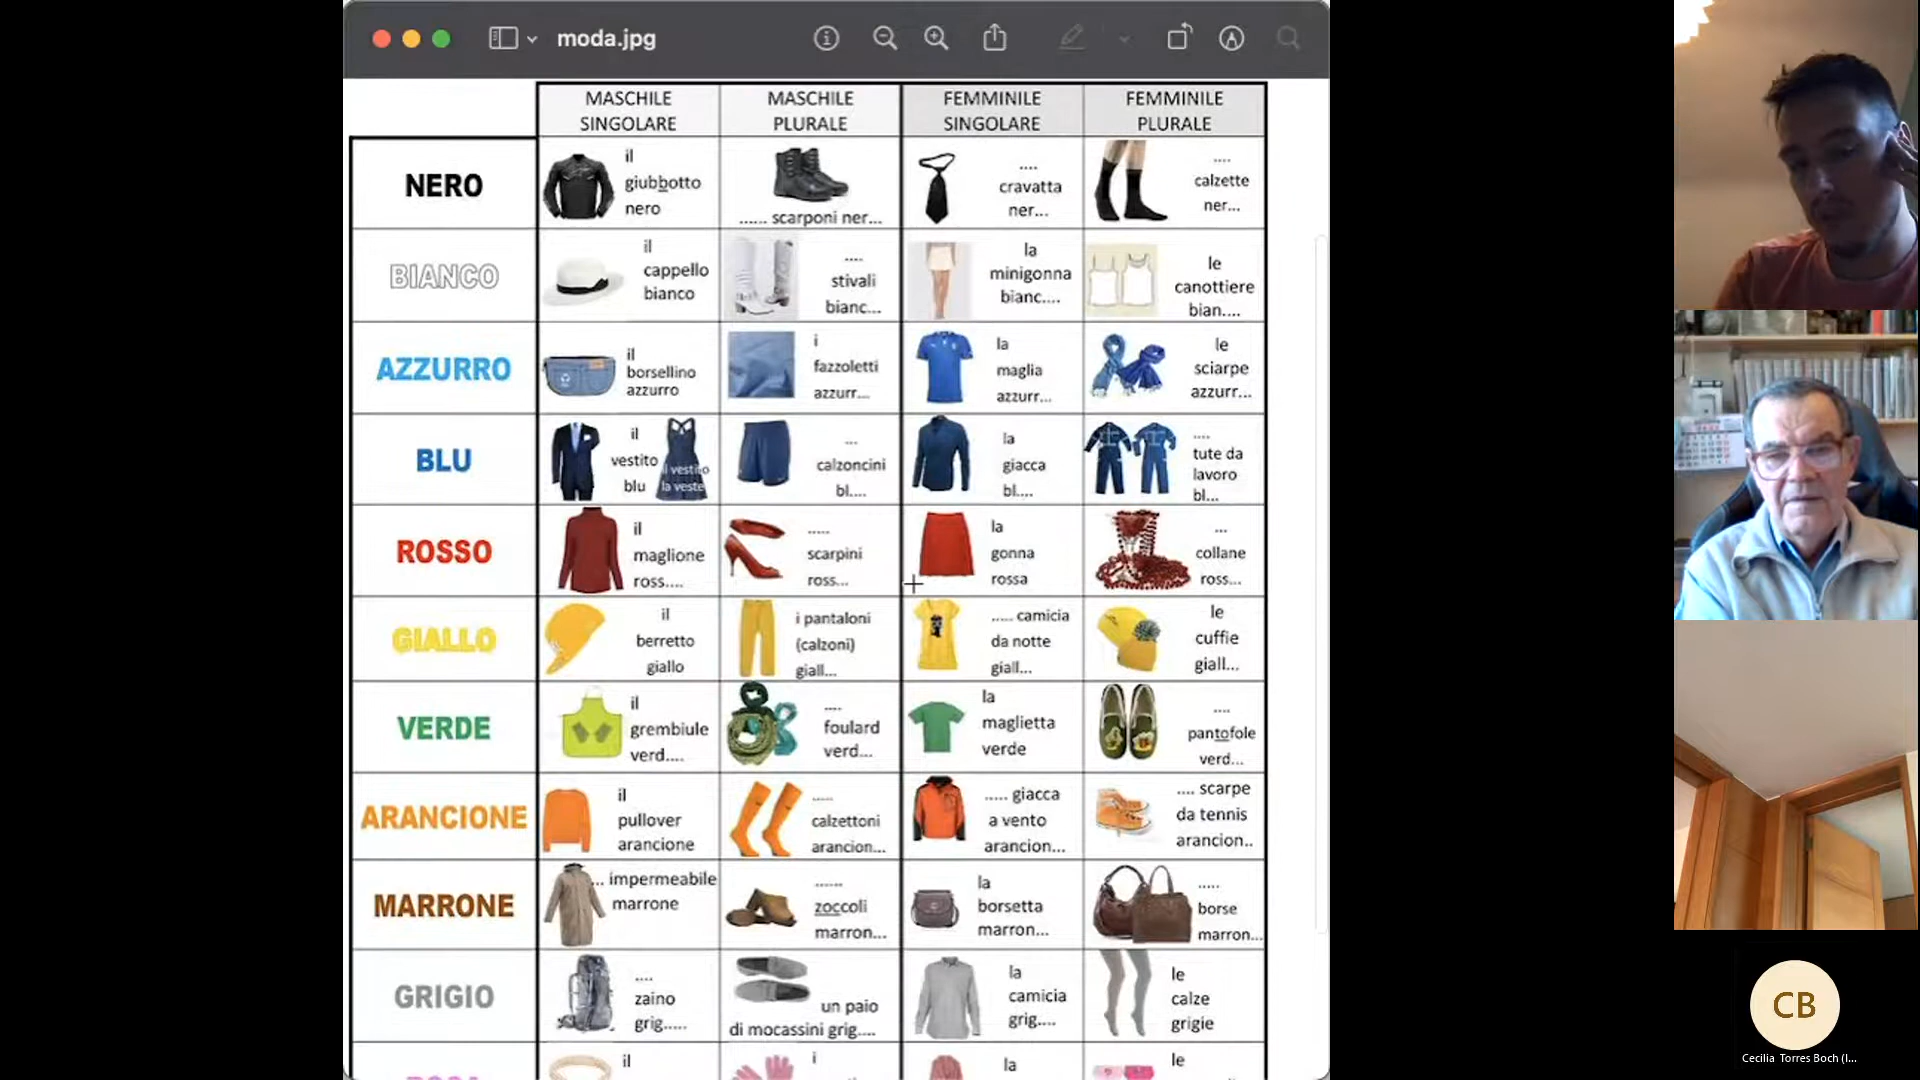 moda.jpg
MASCHILE
SINGOLARE
MASCHILE
PLURALE
FEMMINILE
SINGOLARE
FEMMINILE
PLURALE
NERO
il
giubbotto
nero
...... scarponi ner...
....
cravatta
ner...
....
calzette
ner...
BIANCO
il
cappello
bianco
....
stivali
bianc...
la
minigonna
bianc....
le
canottiere
bian....
AZZURRO
il
borsellino
azzurro
i
fazzoletti
azzurr...
la
maglia
azzurr...
le
sciarpe
azzurr...
BLU
il
vestito
blu
il vestito
la veste
...
calzoncini
bl....
la
giacca
bl....
....
tute da
lavoro
bl...
ROSSO
il
maglione
ross....
.....
scarpini
ross...
la
gonna
rossa
...
collane
ross...
GIALLO
il
berretto
giallo
i pantaloni
(calzoni)
giall...
..... camicia
da notte
giall...
le
cuffie
giall...
VERDE
il
grembiule
verd....
....
foulard
verd...
la
maglietta
verde
....
pantofole
verd...
ARANCIONE
il
pullover
arancione
.....
calzettoni
arancion...
..... giacca
a vento
arancion...
.... scarpe
da tennis
arancion..
MARRONE
... impermeabile
marrone
......
zoccoli
marron...
la
borsetta
marron...
.....
borse
marron...
GRIGIO
....
zaino
grig.....
un paio
di mocassini grig....
la
camicia
grig....
le
calze
grigie
il
i
la
le
CB
Cecilia Torres Boch (I...